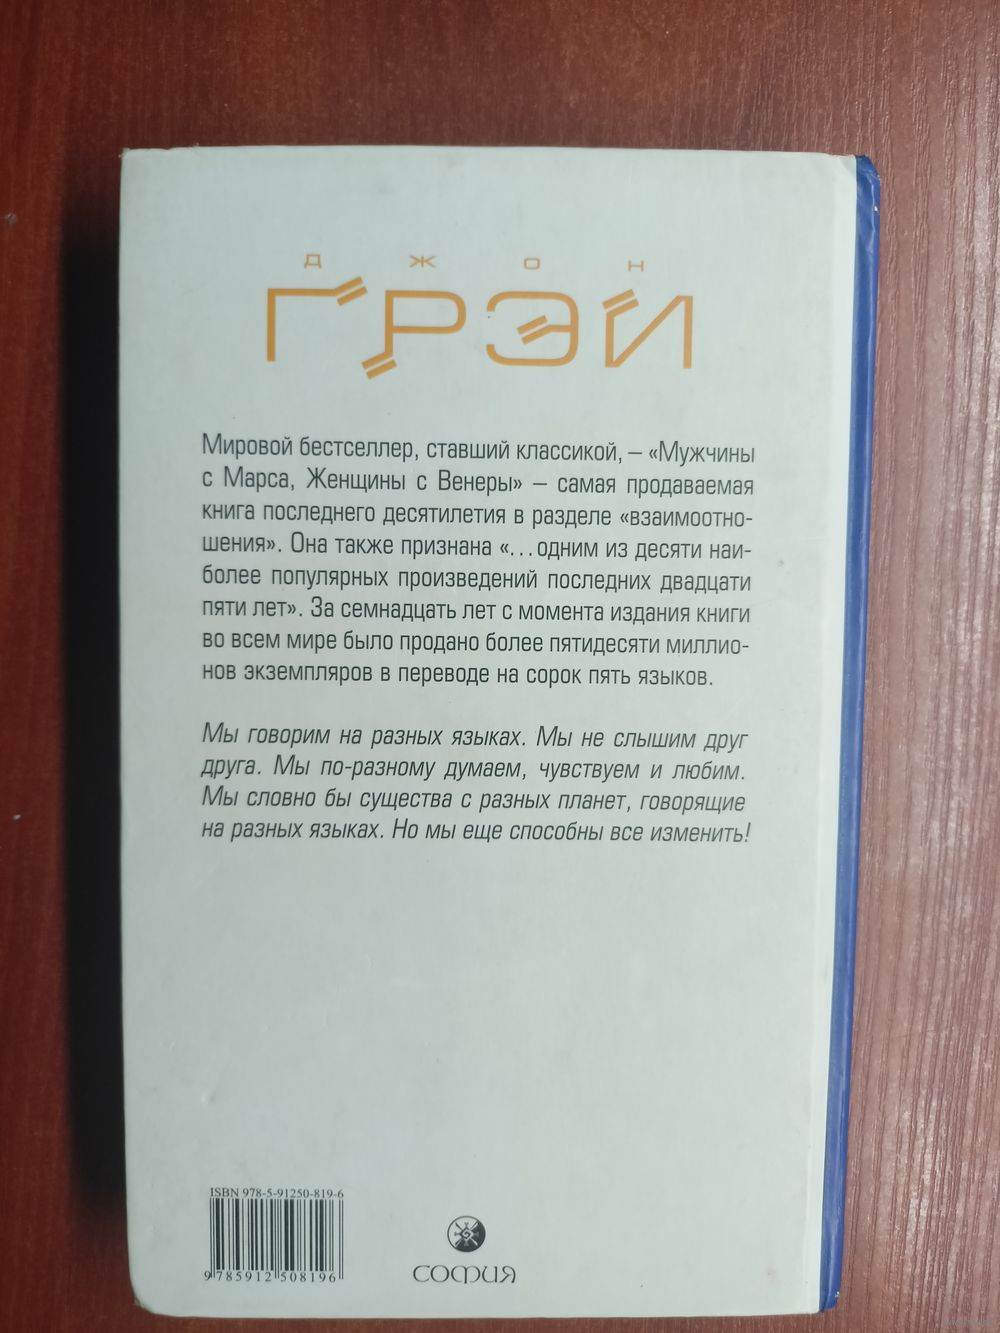 ДЖОН
ГРЭЙ
Мировой бестселлер, ставший классикой, – «Мужчины
с Марса, Женщины с Венеры» – самая продаваемая
книга последнего десятилетия в разделе «взаимоотно-
шения». Она также признана «...одним из десяти наи-
более популярных произведений последних двадцати
пяти лет». За семнадцать лет с момента издания книги
во всем мире было продано более пятидесяти миллио-
нов экземпляров в переводе на сорок пять языков.
Мы говорим на разных языках. Мы не слышим друг
друга. Мы по-разному думаем, чувствуем и любим.
Мы словно бы существа с разных планет, говорящие
на разных языках. Но мы еще способны все изменить!
ISBN 978-5-91250-819-6
9 785912 508196
СОФИЯ